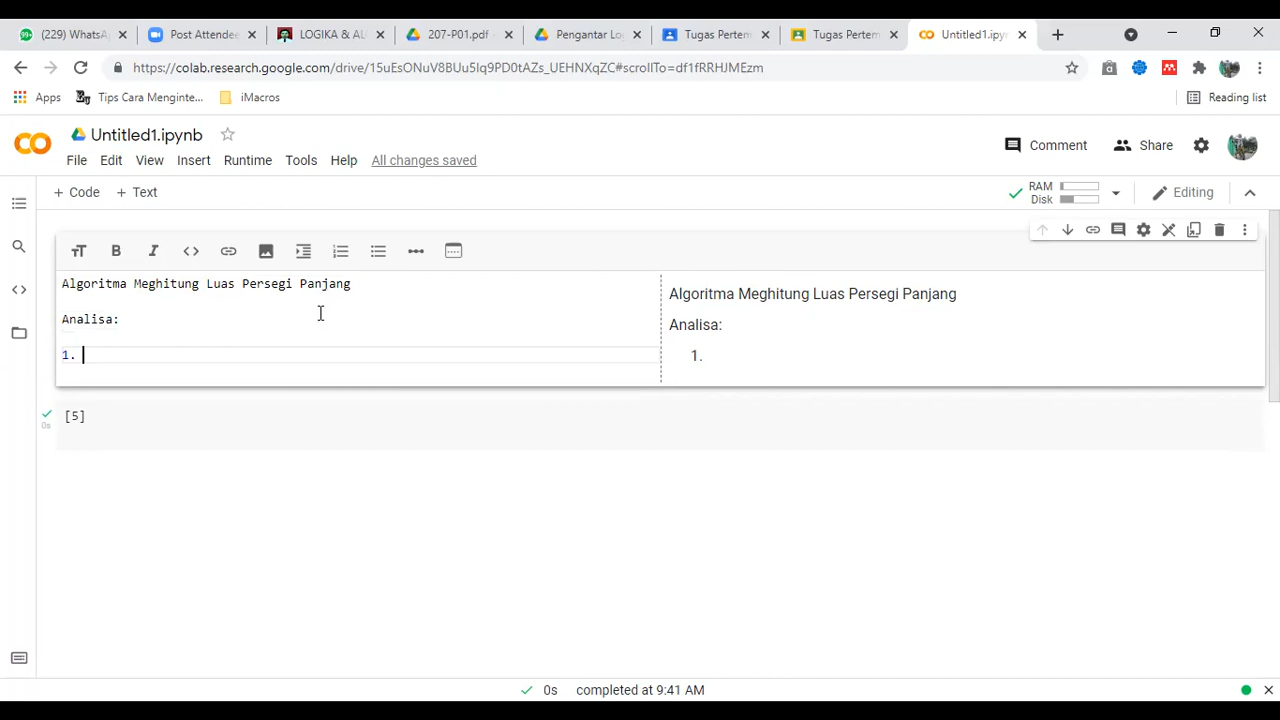 (229) WhatsA
Post Attendee
LOGIKA & AL
207-P01.pdf -
Pengantar Lo
Tugas Pertem
Tugas Pertem
Untitled1.ipy
https://colab.research.google.com/drive/15uEsONuV8BUu5Iq9PD0tAZs_UEHNXqZC#scrollTo=df1fRRHJMEzm
Apps
Tips Cara Menginte...
iMacros
Reading list
Untitled1.ipynb
File Edit View Insert Runtime Tools Help All changes saved
Comment
Share
+ Code + Text
RAM
Disk
Editing
Algoritma Meghitung Luas Persegi Panjang
Analisa:
1.
Algoritma Meghitung Luas Persegi Panjang
Analisa:
1.
[5]
0s
0s completed at 9:41 AM